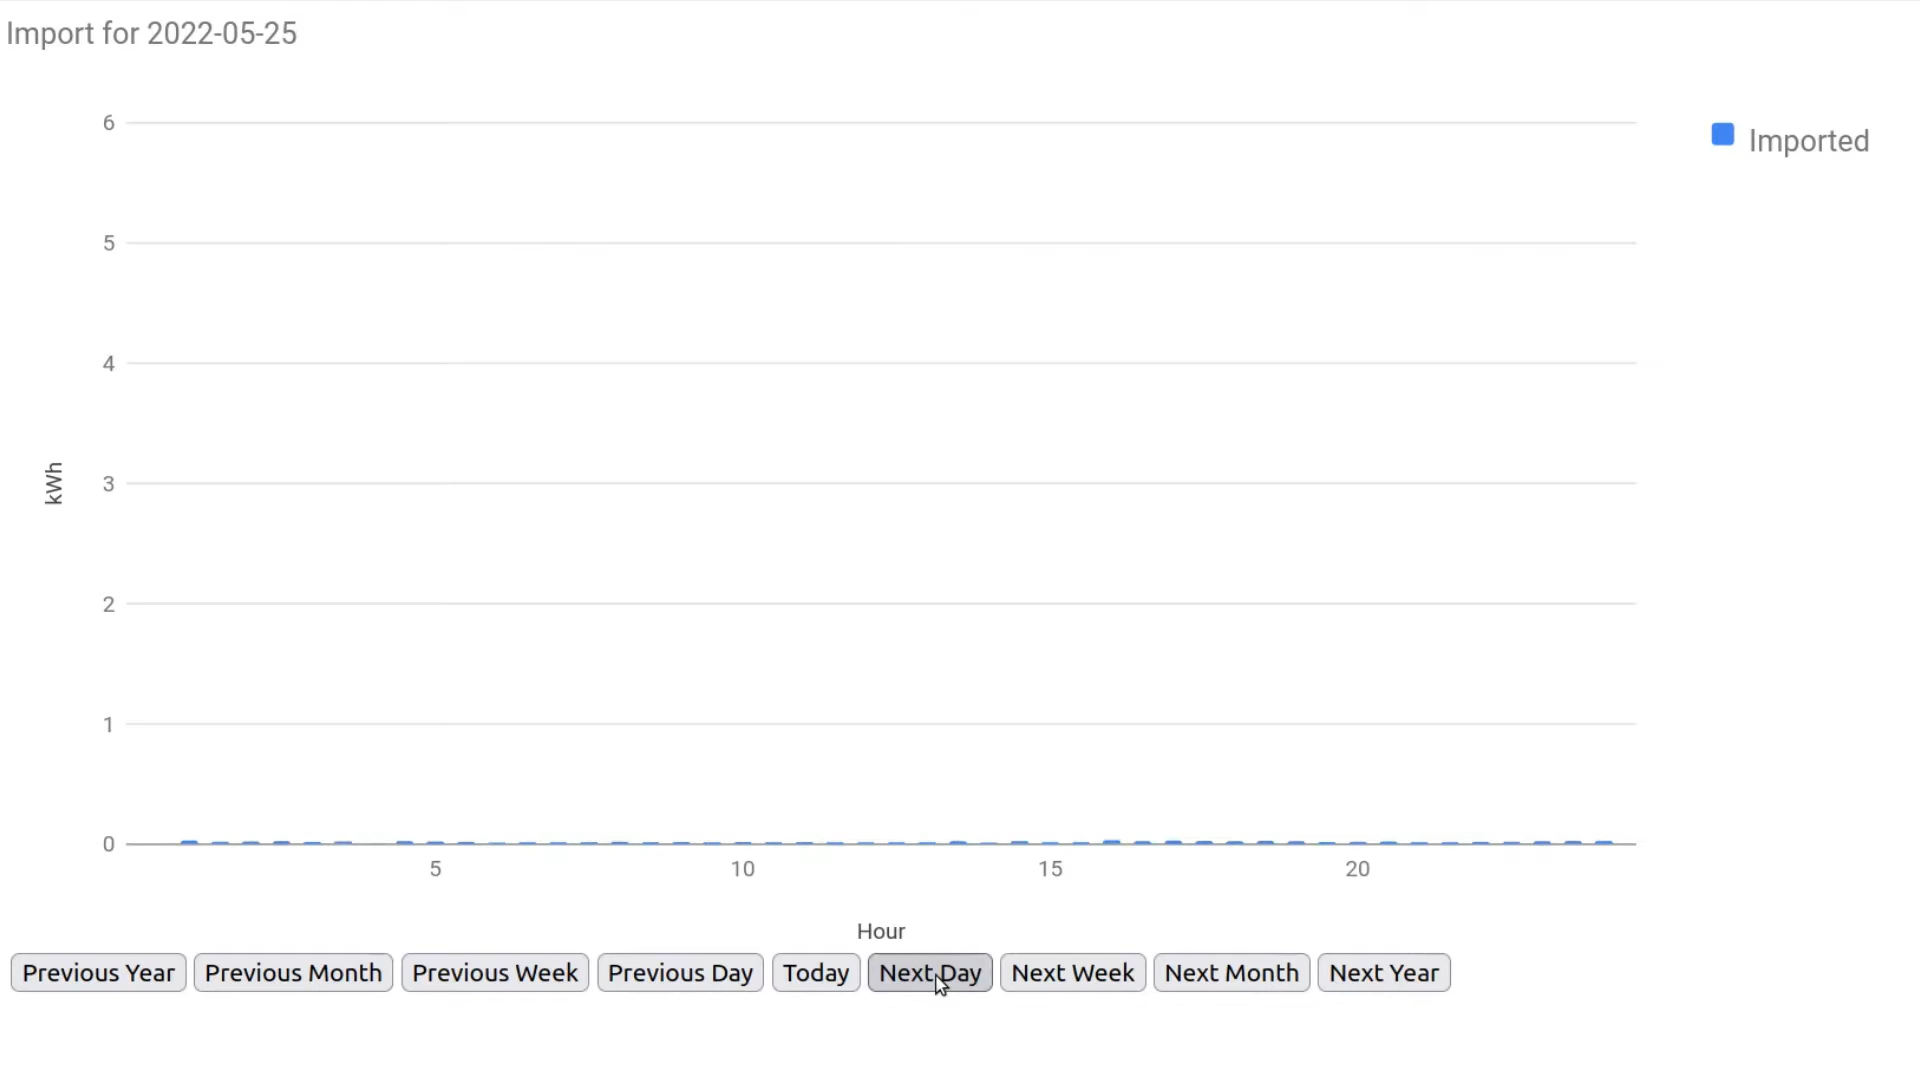 Import for 2022-05-25
6
Imported
5
4
3
kWh
2
1
0
5 10 15 20
Hour
Previous Year Previous Month Previous Week Previous Day Today Next Day Next Week Next Month Next Year